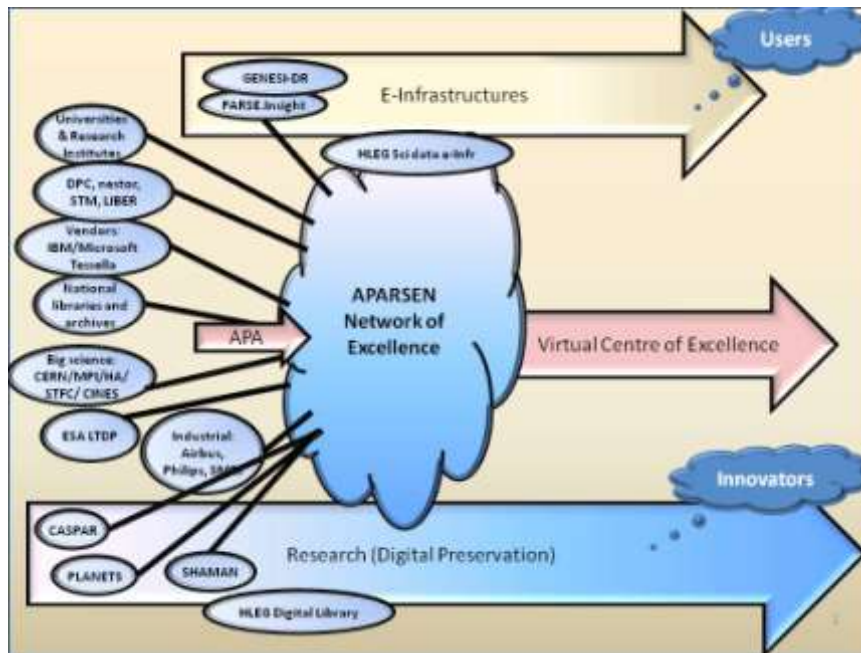 Users
GENESI-DR
PARSE.Insight
E-Infrastructures
Universities
& Research
Institutes
HLEG Sci data e-Infr
DPC, nestor,
STM, LIBER
Vendors:
IBM/Microsoft
Tessella
National
libraries and
archives
APARSEN
Network of
Excellence
APA
Virtual Centre of Excellence
Big science:
CERN/MPI/HA/
STFC/ CINES
ESA LTDP
Industrial:
Airbus,
Philips,
Innovators
CASPAR
Research (Digital Preservation)
PLANETS
SHAMAN
HLEG Digital Library